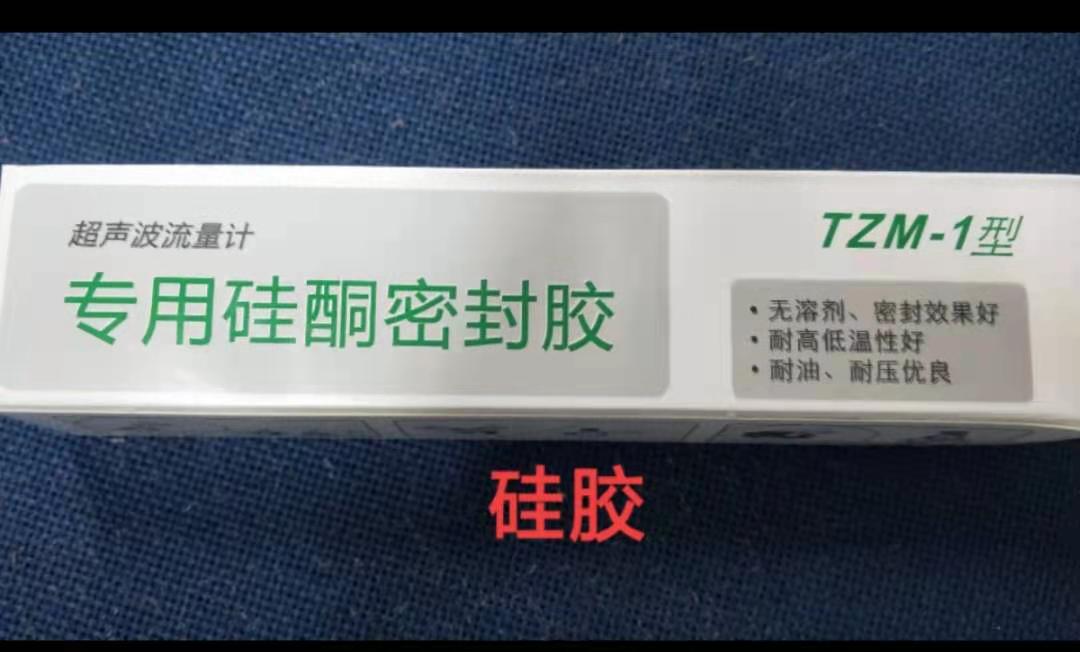 超声波流量计
专用硅酮密封胶
TZM-1型
• 无溶剂、密封效果好
• 耐高低温性好
• 耐油、耐压优良
硅胶